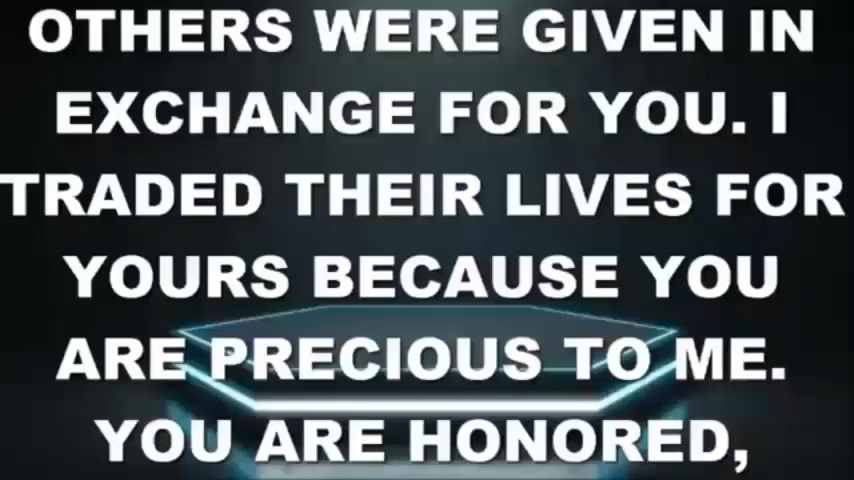 OTHERS WERE GIVEN IN
EXCHANGE FOR YOU. I
TRADED THEIR LIVES FOR
YOURS BECAUSE YOU
ARE PRECIOUS TO ME.
YOU ARE HONORED,